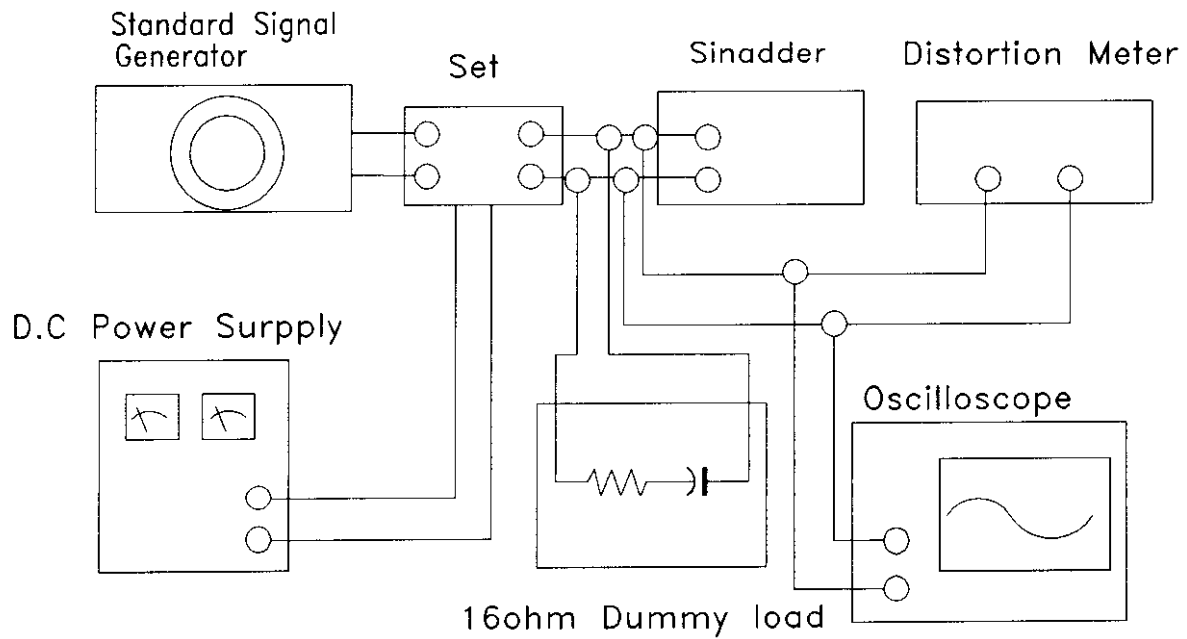 Standard Signal
Generator
Set
Sinadder
Distortion Meter
D.C Power Surpply
Oscilloscope
16ohm Dummy load